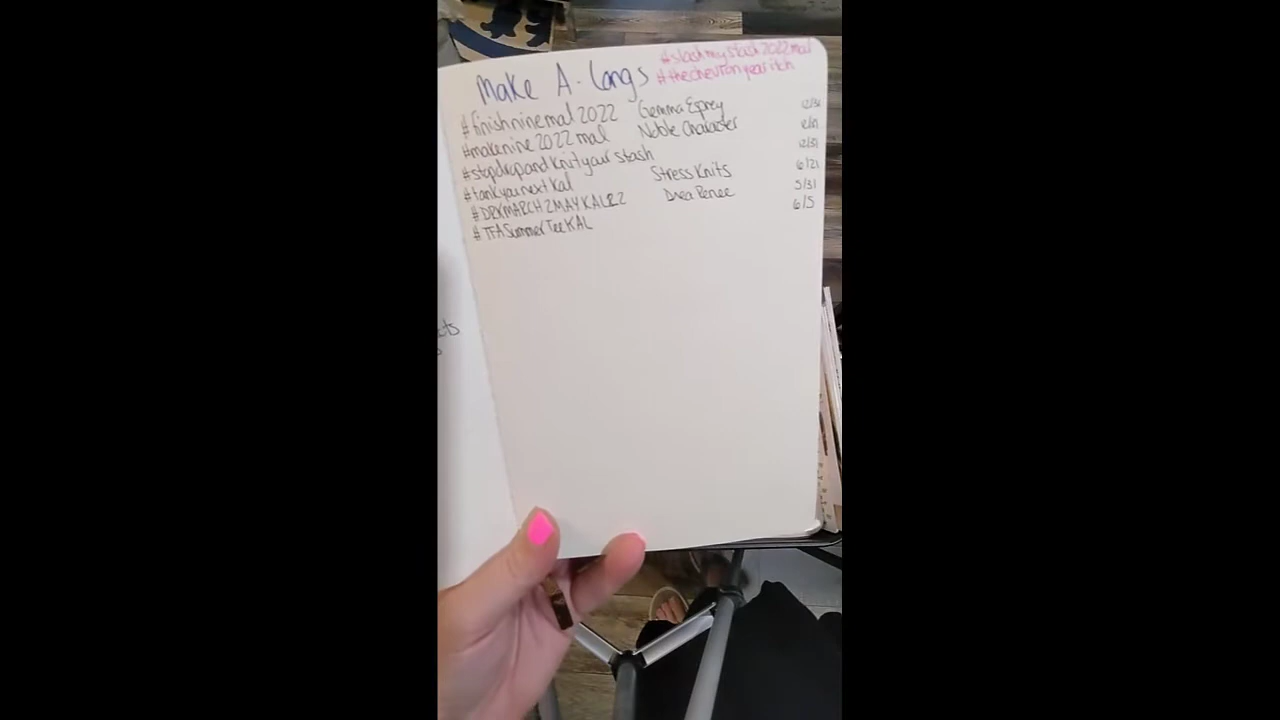 #slashmystash2022mal
Make A-Longs #thechevronyearitch
#finishninemal2022 Gemma Esprey 12/31
#makenine2022mal Noble Character 12/31
#stopdropandknityourstash 12/31
#tankyounextkal Stress Knits 6/21
#DRKMARCH2MAYKAL22 Drea Renee 5/31
#TFASummerTeeKAL 6/5